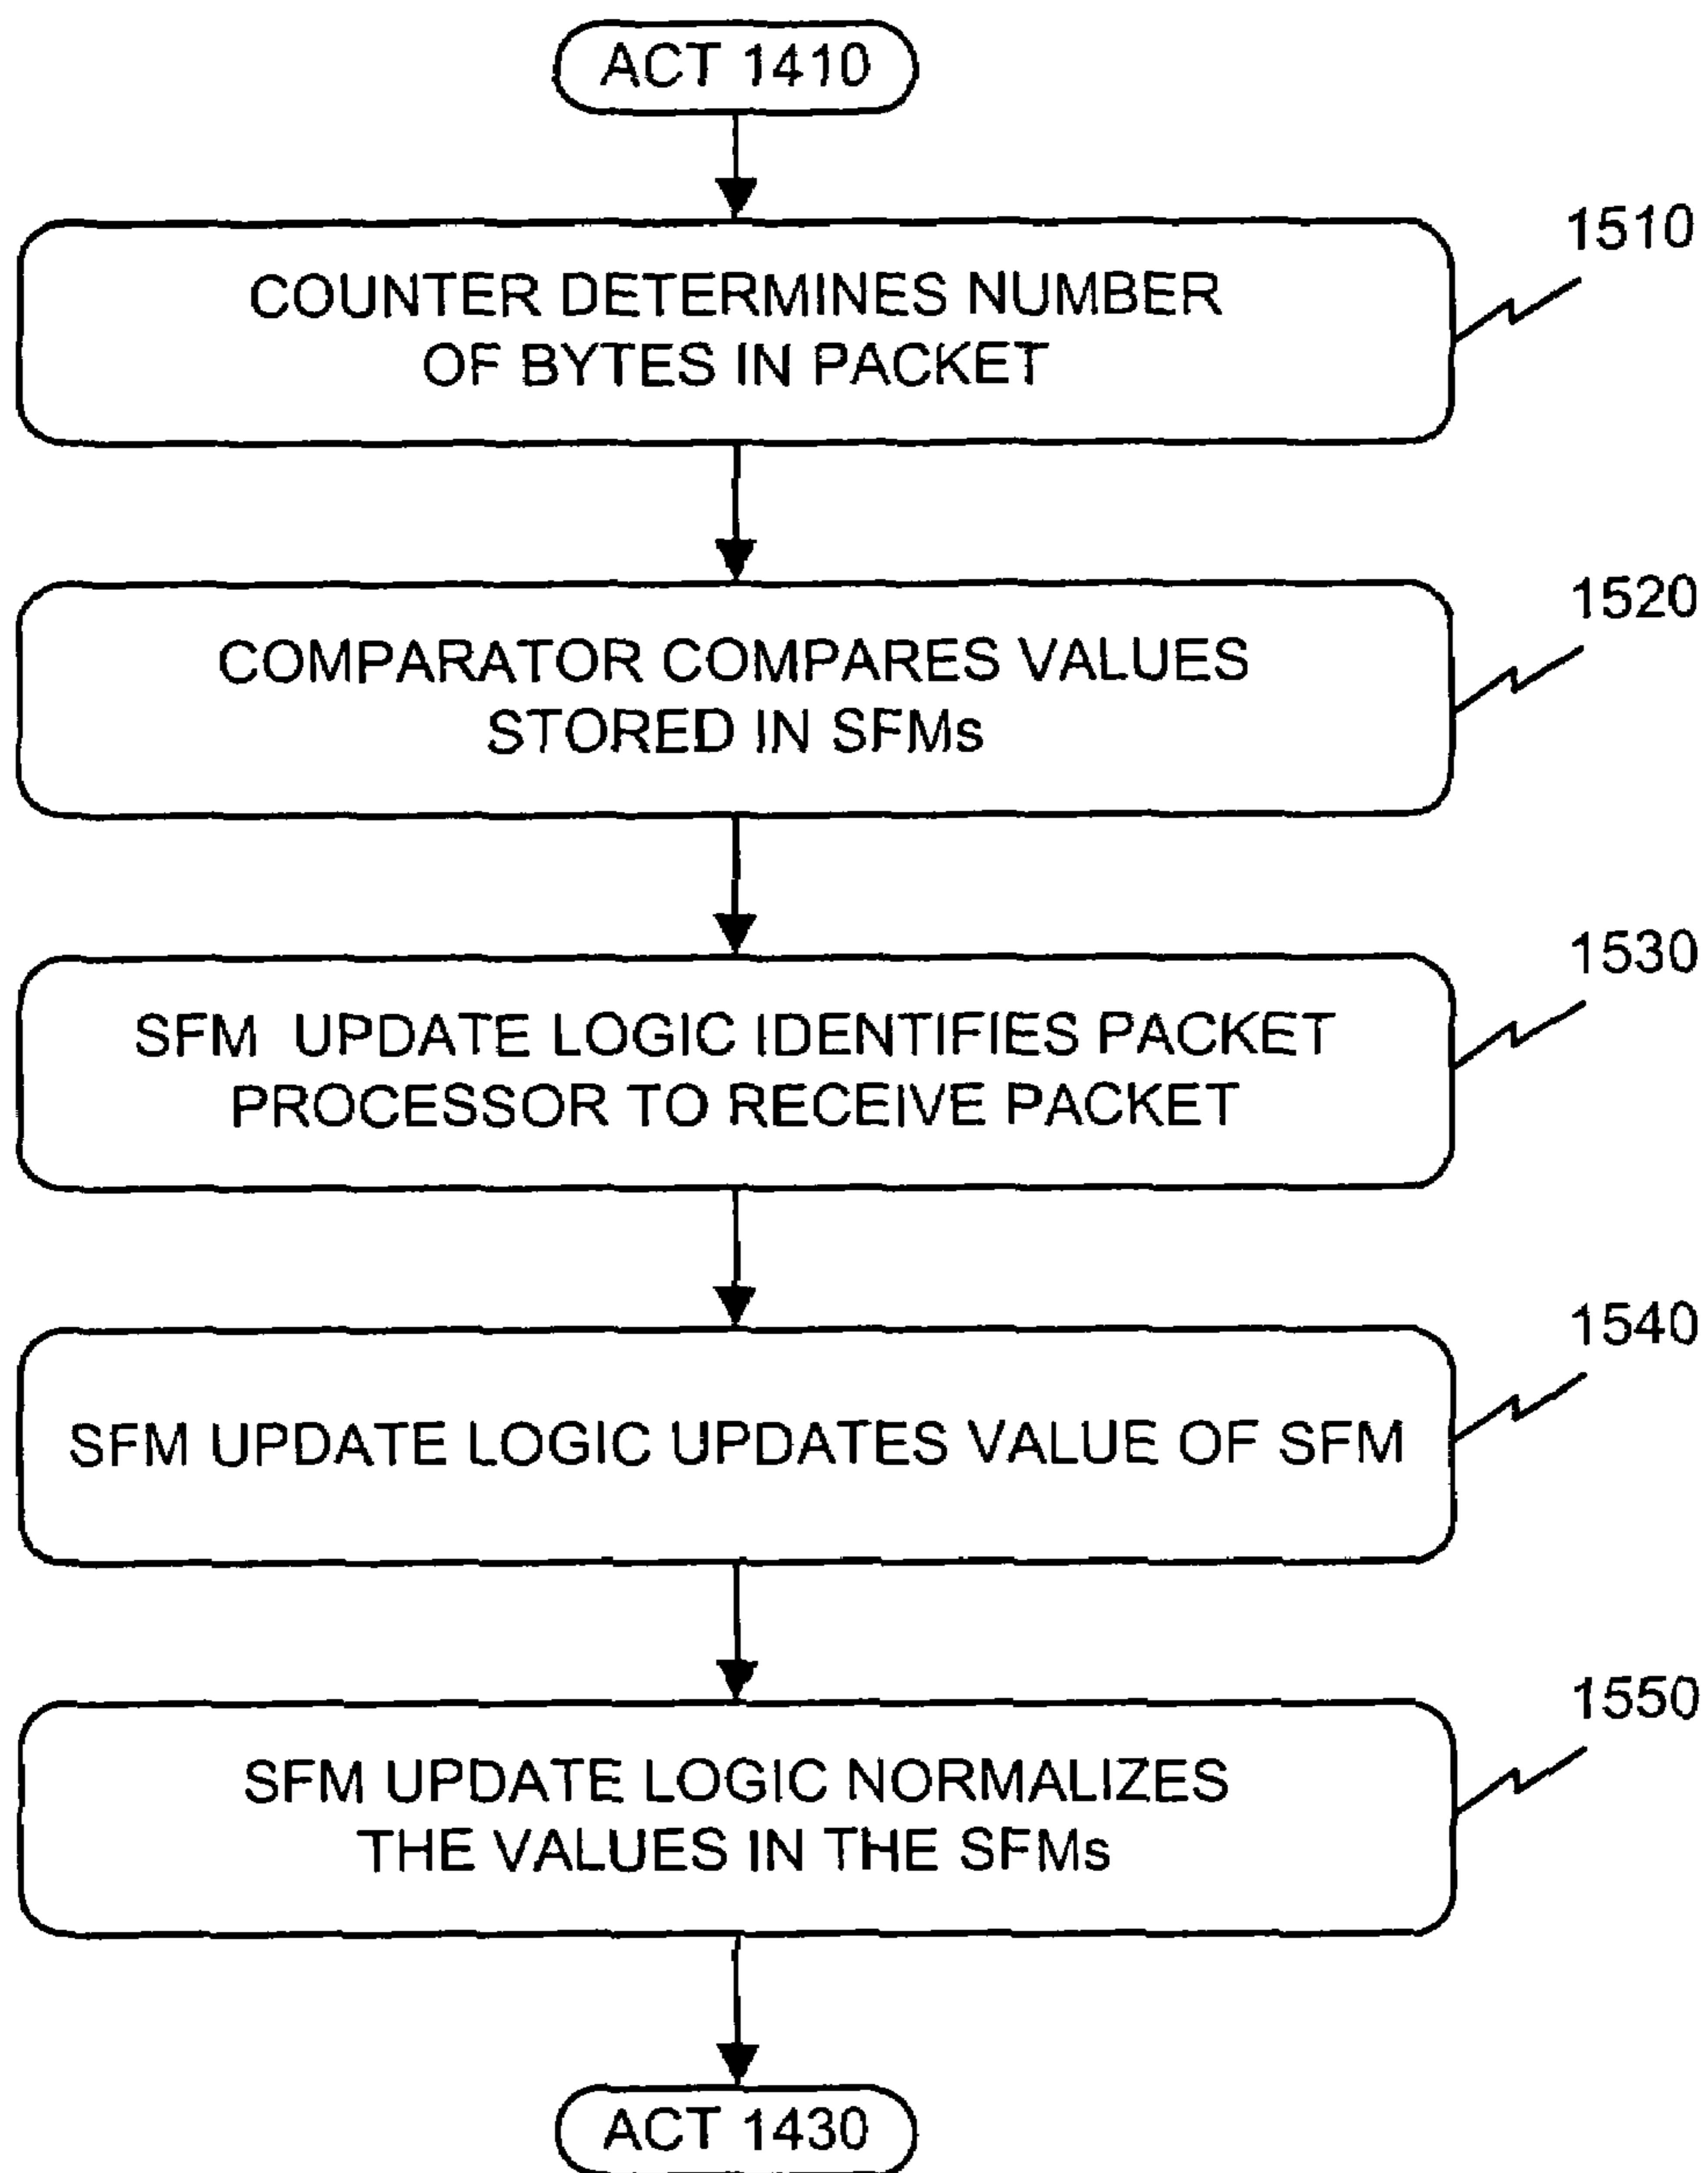 ACT 1410
1510
COUNTER DETERMINES NUMBER
OF BYTES IN PACKET
1520
COMPARATOR COMPARES VALUES
STORED IN SFMs
1530
SFM UPDATE LOGIC IDENTIFIES PACKET
PROCESSOR TO RECEIVE PACKET
1540
SFM UPDATE LOGIC UPDATES VALUE OF SFM
1550
SFM UPDATE LOGIC NORMALIZES
THE VALUES IN THE SFMs
ACT 1430